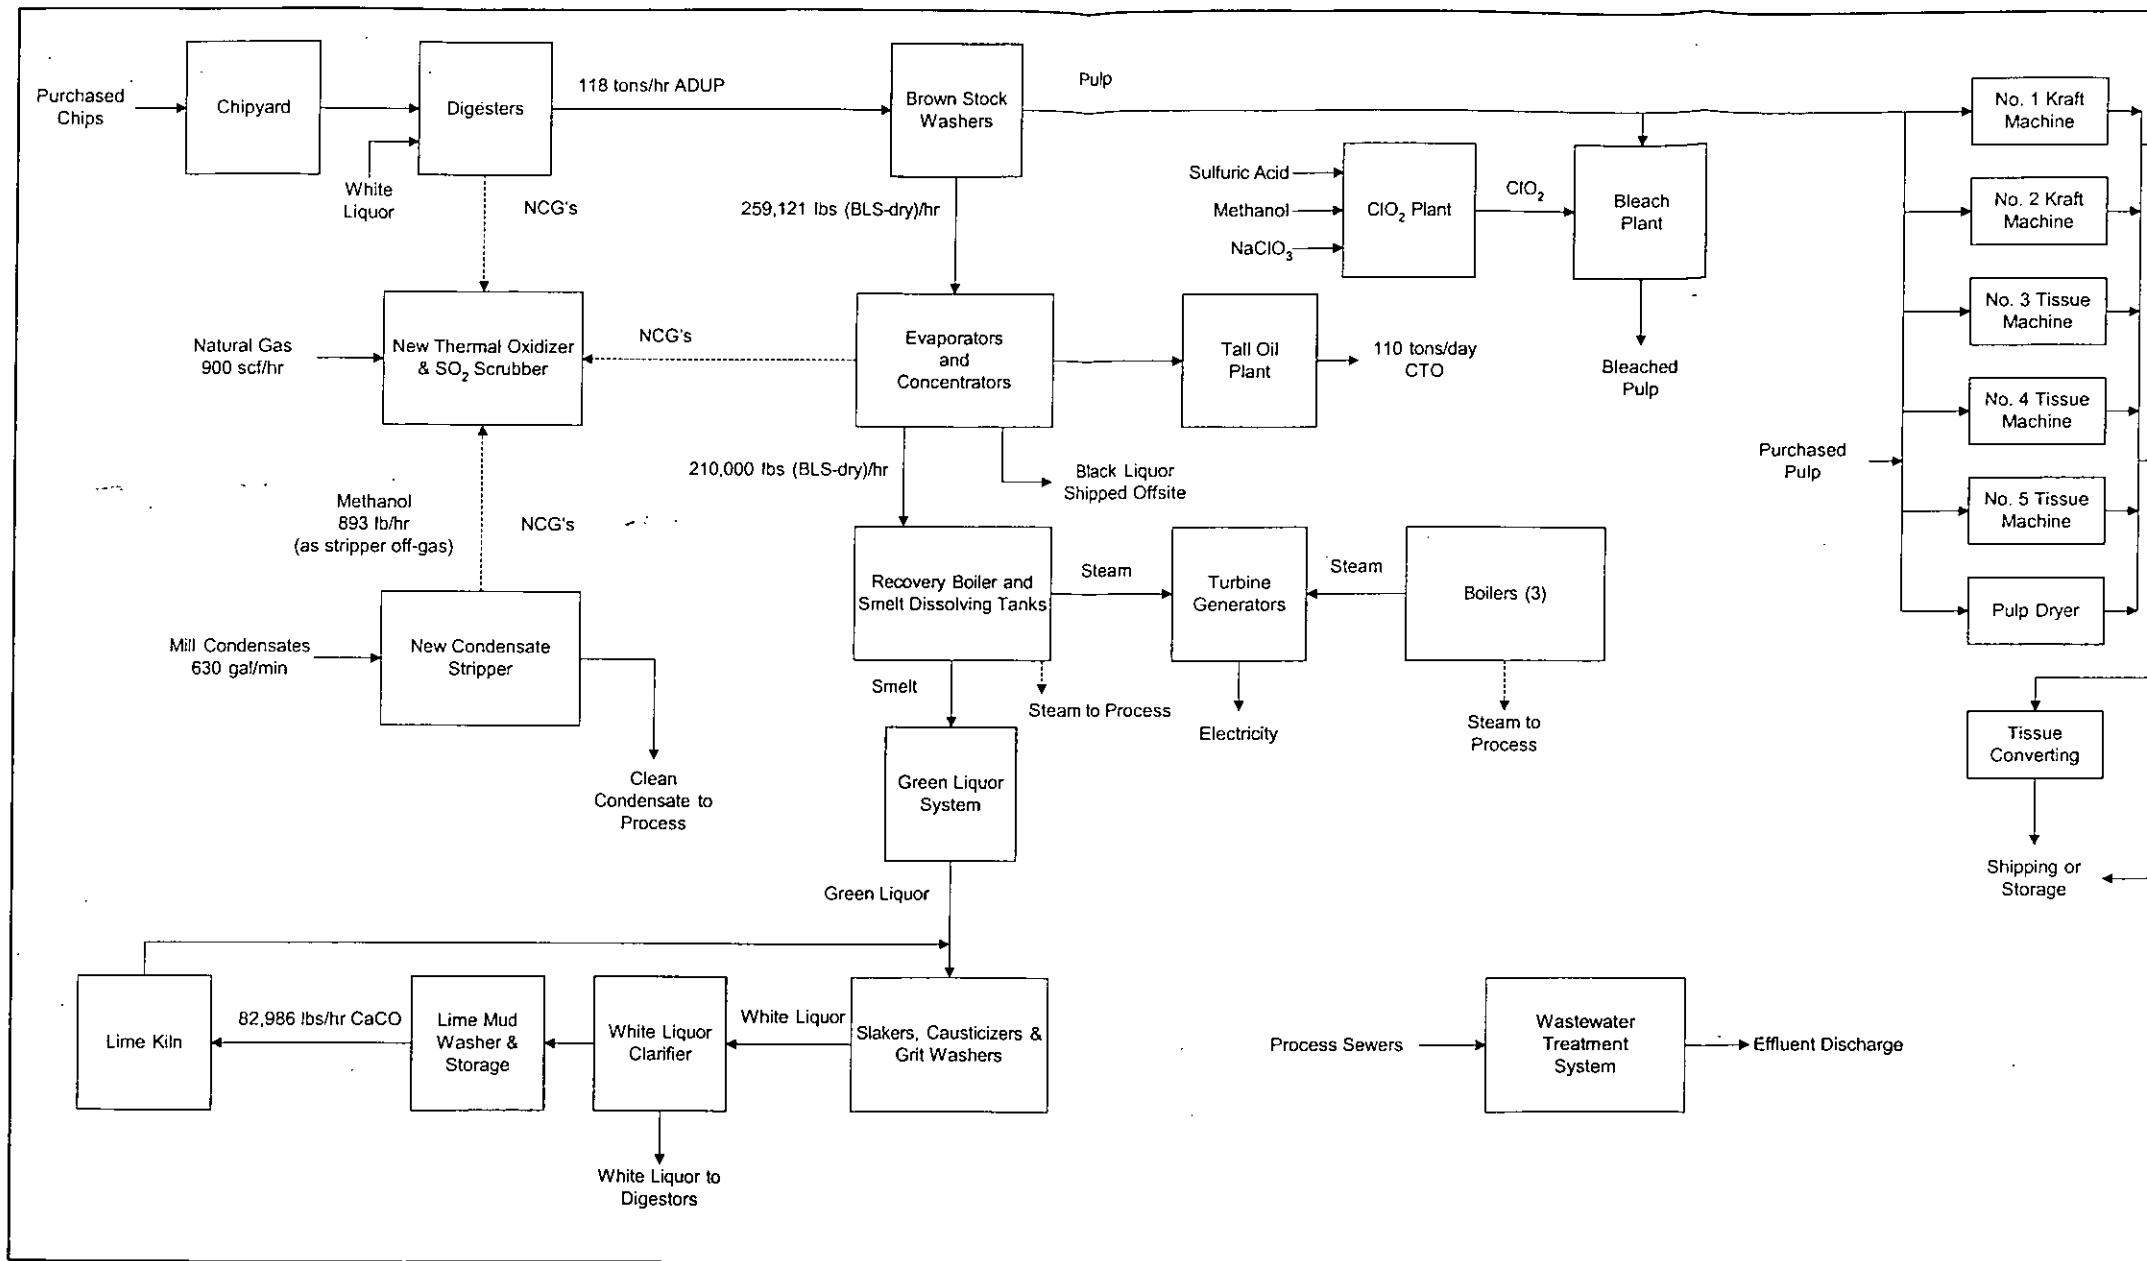 Purchased
Chips
Chipyard
Digesters
118 tons/hr ADUP
Brown Stock
Washers
Pulp
No. 1 Kraft
Machine
White
Liquor
NCG's
259,121 lbs (BLS-dry)/hr
Sulfuric Acid
Methanol
NaClO3
ClO2 Plant
ClO2
Bleach
Plant
No. 2 Kraft
Machine
Natural Gas
900 scf/hr
New Thermal Oxidizer
& SO2 Scrubber
NCG's
Evaporators
and
Concentrators
Tall Oil
Plant
110 tons/day
CTO
Bleached
Pulp
No. 3 Tissue
Machine
No. 4 Tissue
Machine
Purchased
Pulp
210,000 lbs (BLS-dry)/hr
Black Liquor
Shipped Offsite
Methanol
893 lb/hr
(as stripper off-gas)
NCG's
No. 5 Tissue
Machine
Recovery Boiler and
Smelt Dissolving Tanks
Steam
Turbine
Generators
Steam
Boilers (3)
Pulp Dryer
Mill Condensates
630 gal/min
New Condensate
Stripper
Smelt
Steam to Process
Electricity
Steam to
Process
Tissue
Converting
Clean
Condensate to
Process
Green Liquor
System
Shipping or
Storage
Green Liquor
Lime Kiln
82,986 lbs/hr CaCO
Lime Mud
Washer &
Storage
White Liquor
Clarifier
White Liquor
Slakers, Causticizers &
Grit Washers
Process Sewers
Wastewater
Treatment
System
Effluent Discharge
White Liquor to
Digestors